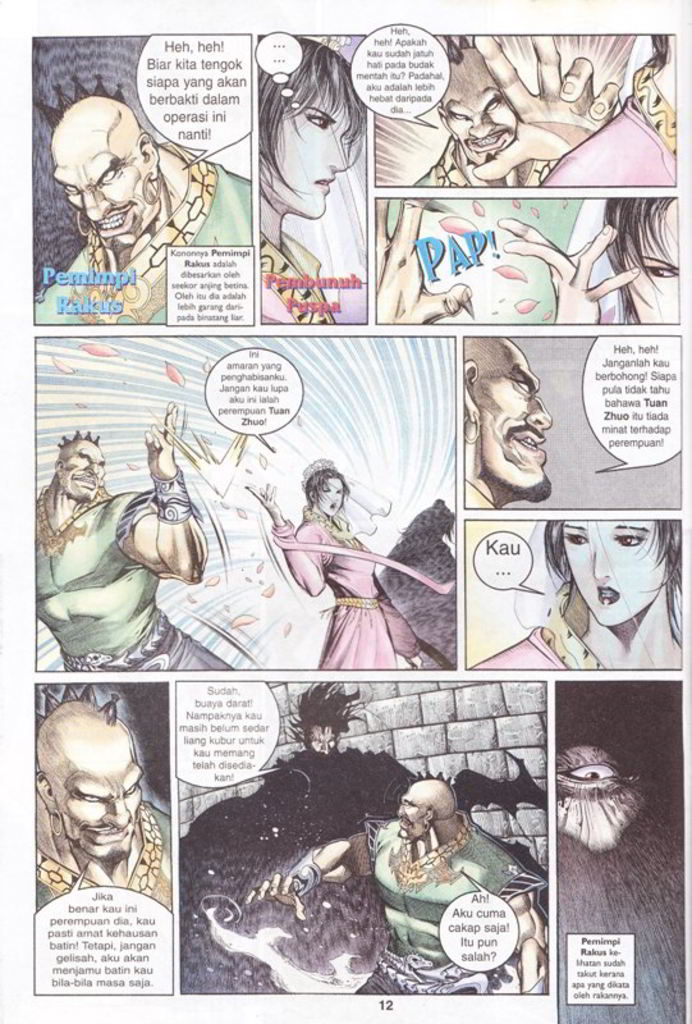 Heh, heh!
Biar kita tengok
siapa yang akan
berbakti dalam
operasi ini
nanti!
Kononnya Pemimpi
Rakus adalah
dibesarkan oleh
seekor anjing betina.
Oleh itu dia adalah
lebih garang dari-
pada binatang liar.
Pemimpi
Rakus
...
...
Pembunuh
Puspa
Heh,
heh! Apakah
kau sudah jatuh
hati pada budak
mentah itu? Padahal,
aku adalah lebih
hebat daripada
dia...
PAP!
Ini
amaran yang
penghabisanku.
Jangan kau lupa
aku ini ialah
perempuan Tuan
Zhuo!
Heh, heh!
Janganlah kau
berbohong! Siapa
pula tidak tahu
bahawa Tuan
Zhuo itu tiada
minat terhadap
perempuan!
Kau
...
Jika
benar kau ini
perempuan dia, kau
pasti amat kehausan
batin! Tetapi, jangan
gelisah, aku akan
menjamu batin kau
bila-bila masa saja.
Sudah,
buaya darat!
Nampaknya kau
masih belum sedar
liang kubur untuk
kau memang
telah disedia-
kan!
Ah!
Aku cuma
cakap saja!
Itu pun
salah?
Pemimpi
Rakus ke-
lihatan sudah
takut kerana
apa yang dikata
oleh rakannya.
12